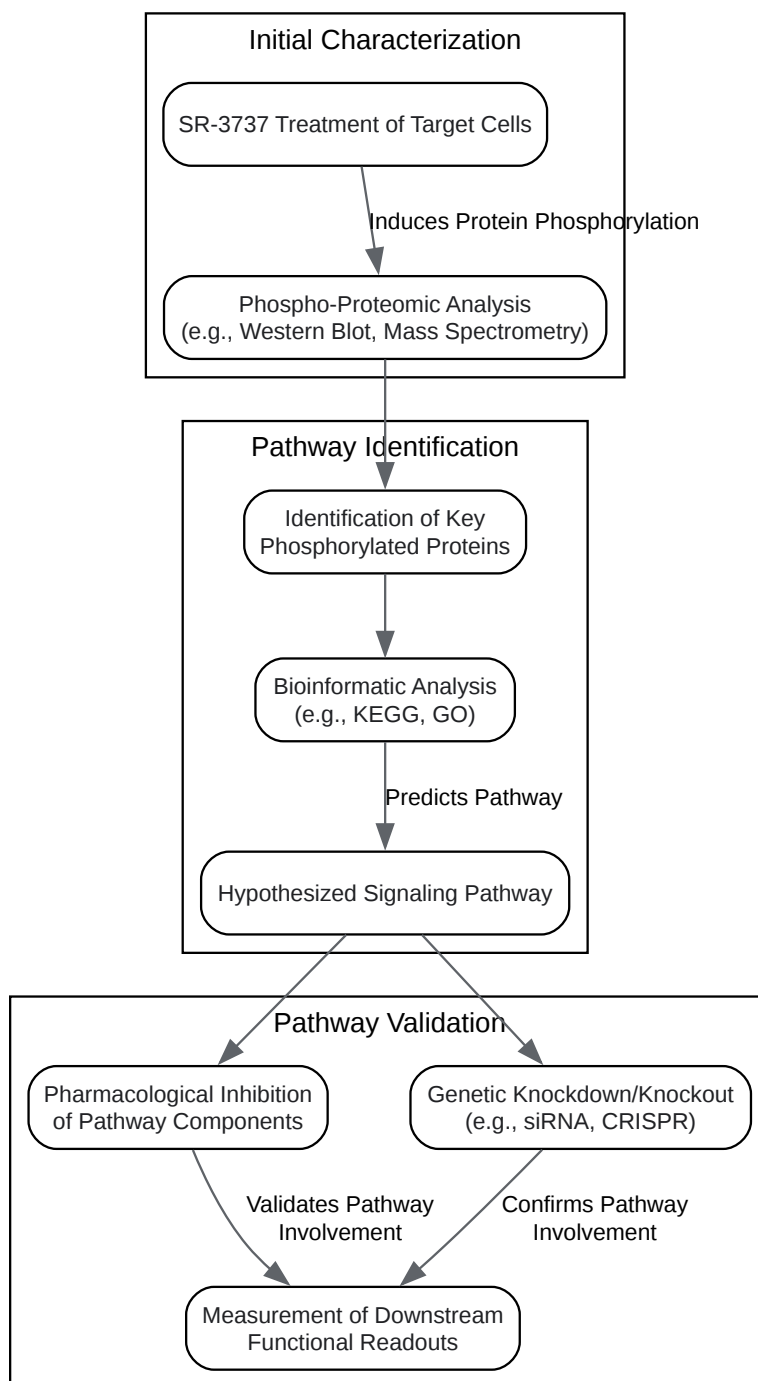 Initial Characterization
SR-3737 Treatment of Target Cells
Induces Protein Phosphorylation
Phospho-Proteomic Analysis
(e.g., Western Blot, Mass Spectrometry)
Pathway Identification
Identification of Key
Phosphorylated Proteins
Bioinformatic Analysis
(e.g., KEGG, GO)
Predicts Pathway
Hypothesized Signaling Pathway
Pathway Validation
Pharmacological Inhibition
of Pathway Components
Genetic Knockdown/Knockout
(e.g., siRNA, CRISPR)
Validates Pathway
Involvement
Confirms Pathway
Involvement
Measurement of Downstream
Functional Readouts